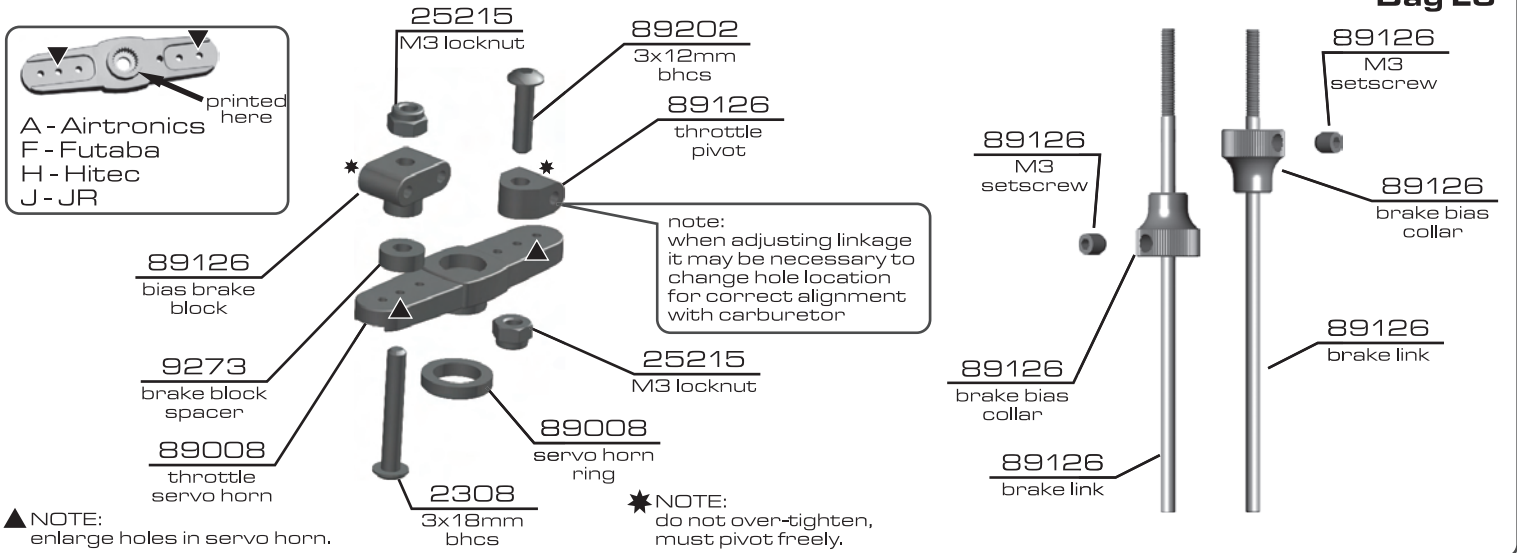 Bag
printed
here
A - Airtronics
F - Futaba
H - Hitec
J - JR
25215
M3 locknut
89202
3x12mm
bhcs
89126
throttle
pivot
note:
when adjusting linkage
it may be necessary to
change hole location
for correct alignment
with carburetor
89126
bias brake
block
9273
brake block
spacer
89008
throttle
servo horn
25215
M3 locknut
89008
servo horn
ring
2308
3x18mm
bhcs
▲ NOTE:
enlarge holes in servo horn.
✷ NOTE:
do not over-tighten,
must pivot freely.
89126
M3
setscrew
89126
M3
setscrew
89126
brake bias
collar
89126
brake link
89126
brake bias
collar
89126
brake link